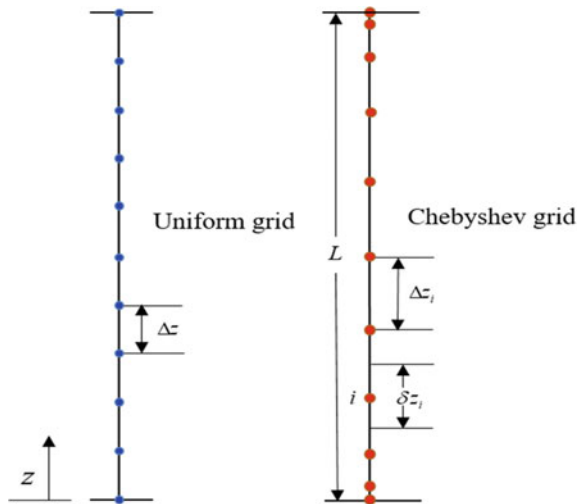 Uniform grid
Chebyshev grid
L
Δz
Δz_i
i
δz_i
z